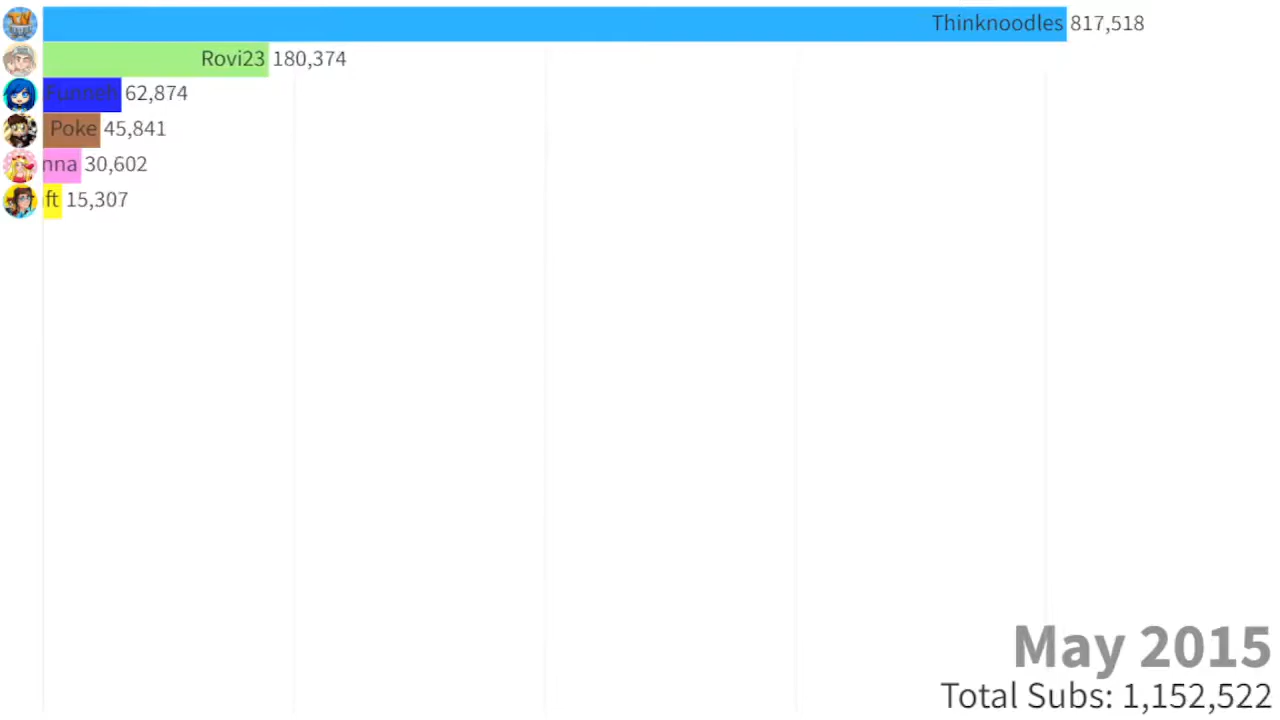 Thinknoodles 817,518
Rovi23 180,374
Funneh 62,874
Poke 45,841
nna 30,602
ft 15,307
May 2015
Total Subs: 1,152,522